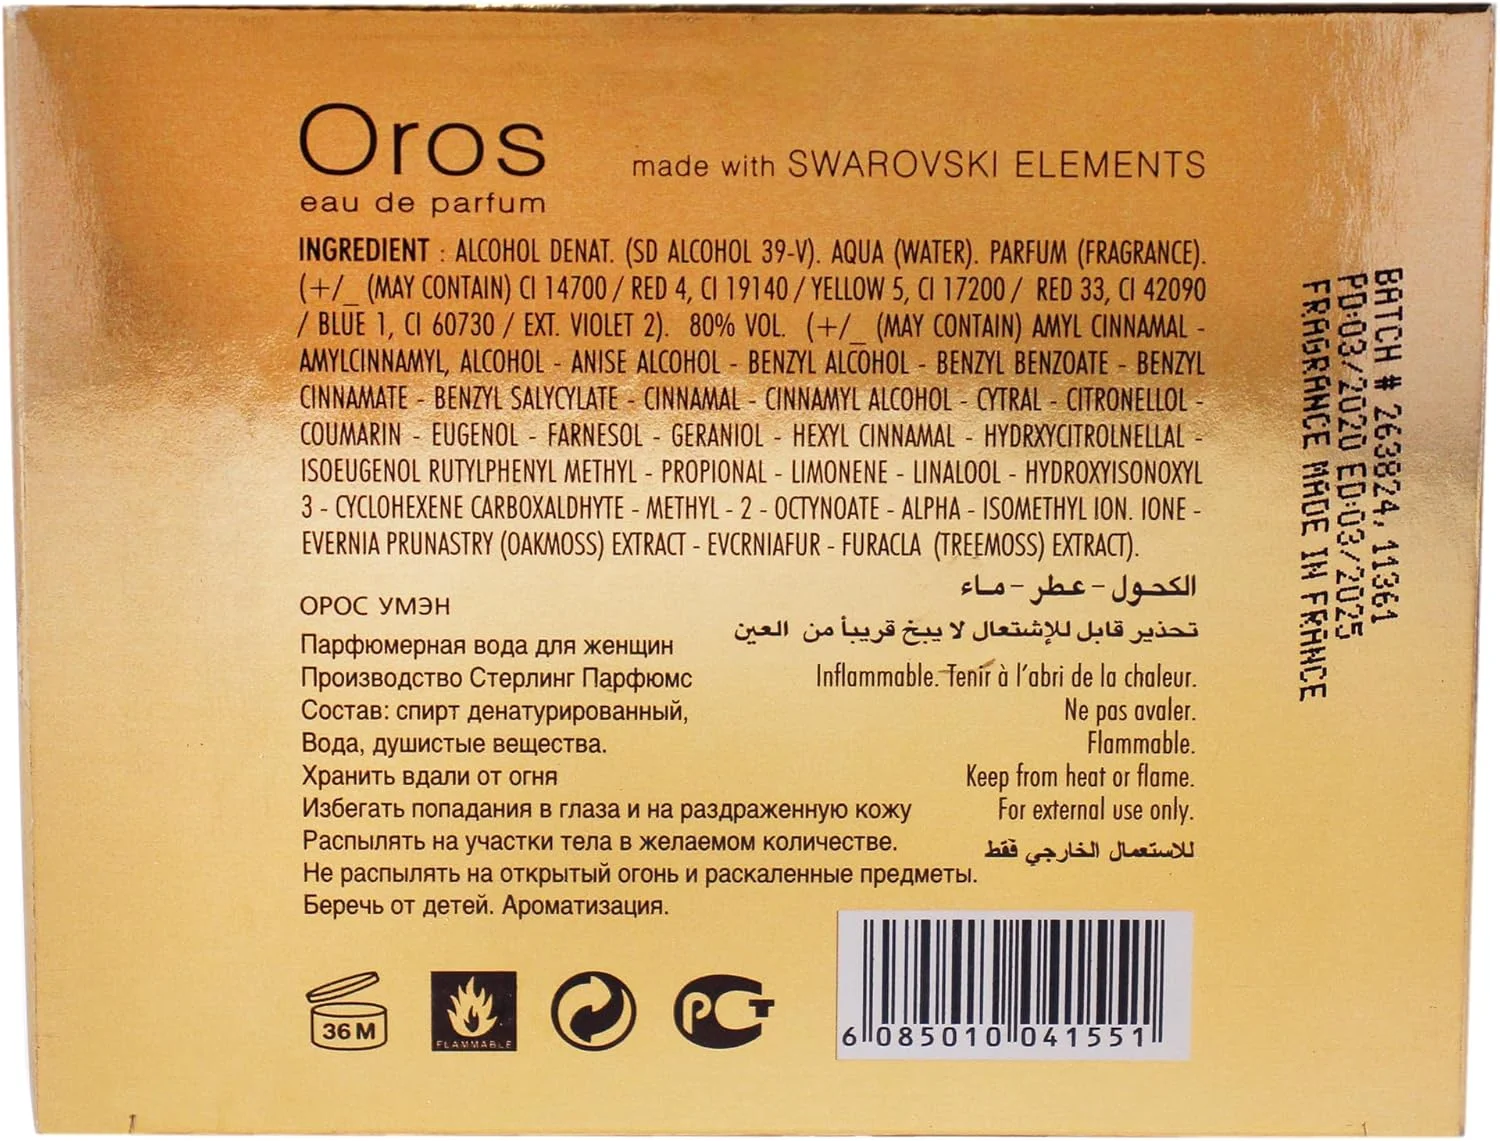 Oros
eau de parfum
made with SWAROVSKI ELEMENTS
INGREDIENT : ALCOHOL DENAT. (SD ALCOHOL 39-V). AQUA (WATER). PARFUM (FRAGRANCE).
(+/_ (MAY CONTAIN) CI 14700 / RED 4, CI 19140 / YELLOW 5, CI 17200 / RED 33, CI 42090
/ BLUE 1, CI 60730 / EXT. VIOLET 2). 80% VOL. (+/_ (MAY CONTAIN) AMYL CINNAMAL -
AMYLCINNAMYL, ALCOHOL - ANISE ALCOHOL - BENZYL ALCOHOL - BENZYL BENZOATE - BENZYL
CINNAMATE - BENZYL SALYCYLATE - CINNAMAL - CINNAMYL ALCOHOL - CYTRAL - CITRONELLOL -
COUMARIN - EUGENOL - FARNESOL - GERANIOL - HEXYL CINNAMAL - HYDRXYCITROLNELLAL -
ISOEUGENOL RUTYLPHENYL METHYL - PROPIONAL - LIMONENE - LINALOOL - HYDROXYISONOXYL
3 - CYCLOHEXENE CARBOXALDHYTE - METHYL - 2 - OCTYNOATE - ALPHA - ISOMETHYL ION. IONE -
EVERNIA PRUNASTRY (OAKMOSS) EXTRACT - EVCRNIAFUR - FURACLA (TREEMOSS) EXTRACT).
الكحول - عطر - ماء
تحذير قابل للإشتعال لا يبخ قريباً من العين
ОРОС УМЭН
Парфюмерная вода для женщин
Производство Стерлинг Парфюмс
Состав: спирт денатурированный,
Вода, душистые вещества.
Хранить вдали от огня
Избегать попадания в глаза и на раздраженную кожу
Распылять на участки тела в желаемом количестве.
Не распылять на открытый огонь и раскаленные предметы.
Беречь от детей. Ароматизация.
Inflammable. Tenir à l'abri de la chaleur.
Ne pas avaler.
Flammable.
Keep from heat or flame.
For external use only.
للاستعمال الخارجي فقط
36 M
FLAMMABLE
РСТ
6 085010 041551
BATCH # 263824, 11361
PD:03/2020 ED:03/2025
FRAGRANCE MADE IN FRANCE